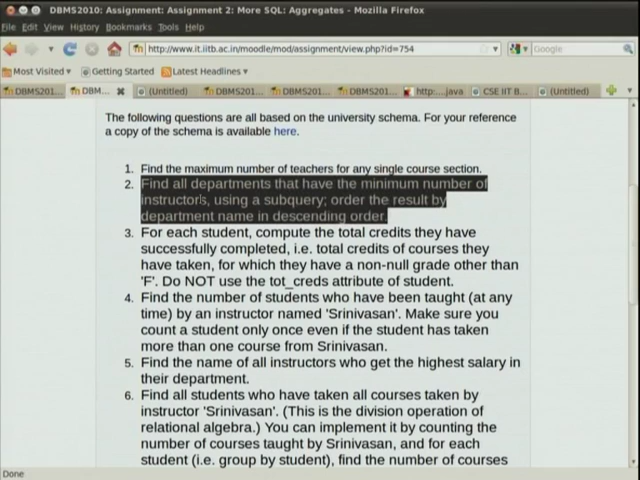 DBMS2010: Assignment: Assignment 2: More SQL: Aggregates - Mozilla Firefox
File Edit View History Bookmarks Tools Help
http://www.it.iitb.ac.in/moodle/mod/assignment/view.php?id=754
Google
Most Visited Getting Started Latest Headlines
DBMS201... DBM... (Untitled) DBMS201... DBMS201... DBMS201... http:....java CSE IIT B... (Untitled)
The following questions are all based on the university schema. For your reference
a copy of the schema is available here.
1. Find the maximum number of teachers for any single course section.
2. Find all departments that have the minimum number of
instructors, using a subquery; order the result by
department name in descending order.
3. For each student, compute the total credits they have
successfully completed, i.e. total credits of courses they
have taken, for which they have a non-null grade other than
'F'. Do NOT use the tot_creds attribute of student.
4. Find the number of students who have been taught (at any
time) by an instructor named 'Srinivasan'. Make sure you
count a student only once even if the student has taken
more than one course from Srinivasan.
5. Find the name of all instructors who get the highest salary in
their department.
6. Find all students who have taken all courses taken by
instructor 'Srinivasan'. (This is the division operation of
relational algebra.) You can implement it by counting the
number of courses taught by Srinivasan, and for each
student (i.e. group by student), find the number of courses
Done